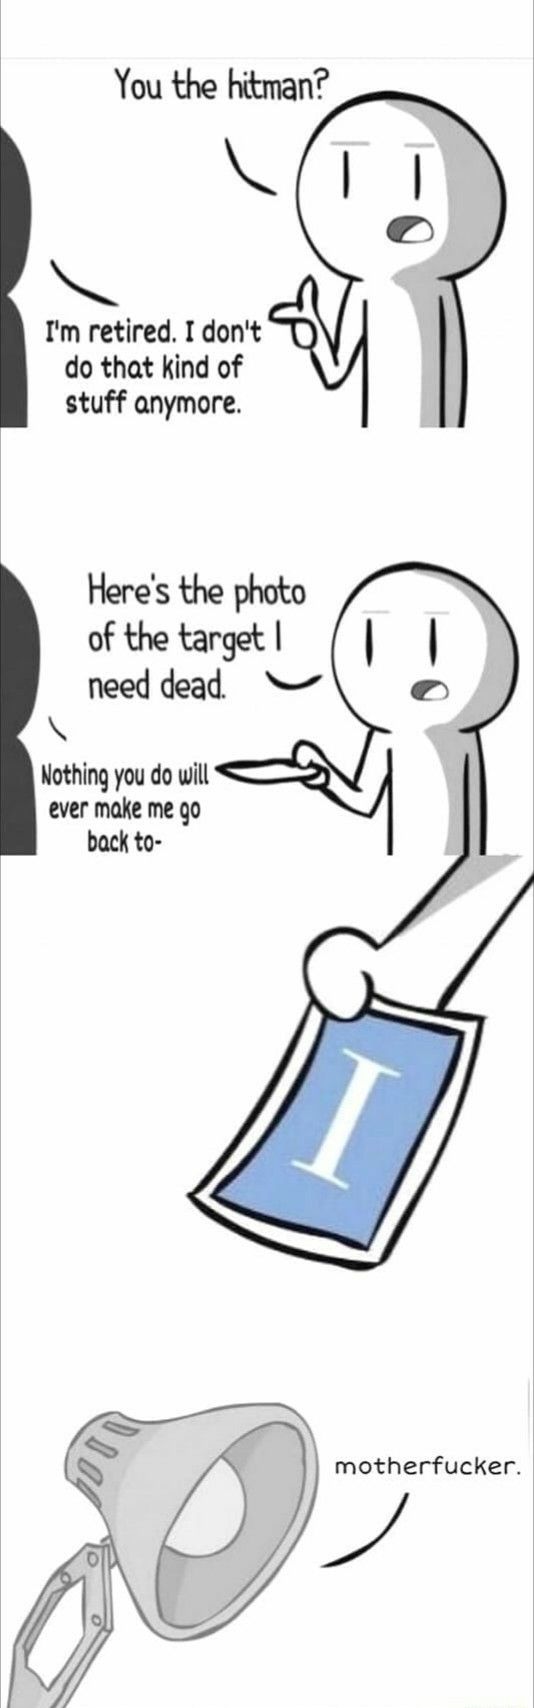 You the hitman?
I'm retired. I don't
do that kind of
stuff anymore.
Here's the photo
of the target I
need dead.
Nothing you do will
ever make me go
back to-
I
motherfucker.